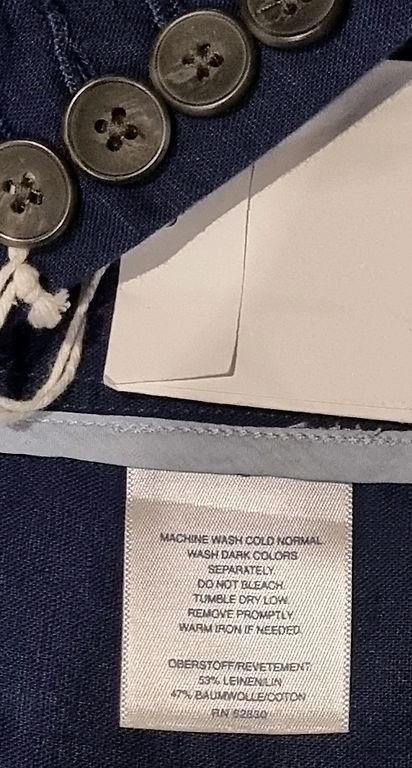 MACHINE WASH COLD NORMAL.
WASH DARK COLORS
SEPARATELY.
DO NOT BLEACH.
TUMBLE DRY LOW.
REMOVE PROMPTLY.
WARM IRON IF NEEDED.
OBERSTOFF/REVETEMENT
53% LEINEN/LIN
47% BAUMWOLLE/COTON
RN 62830